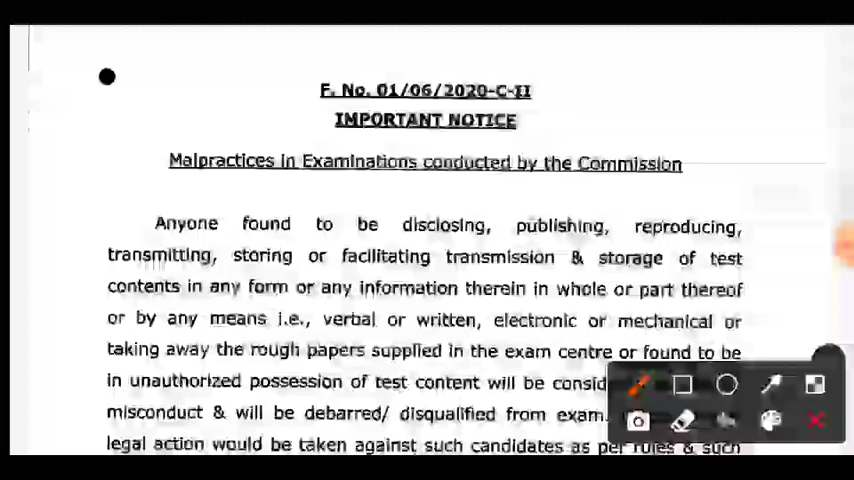 F. No. 01/06/2020-C-II
IMPORTANT NOTICE
Malpractices in Examinations conducted by the Commission
Anyone found to be disclosing, publishing, reproducing,
transmitting, storing or facilitating transmission & storage of test
contents in any form or any information therein in whole or part thereof
or by any means i.e., verbal or written, electronic or mechanical or
taking away the rough papers supplied in the exam centre or found to be
in unauthorized possession of test content will be
misconduct & will be debarred/ disqualified from
legal action would be taken against such candidates as per rules & such